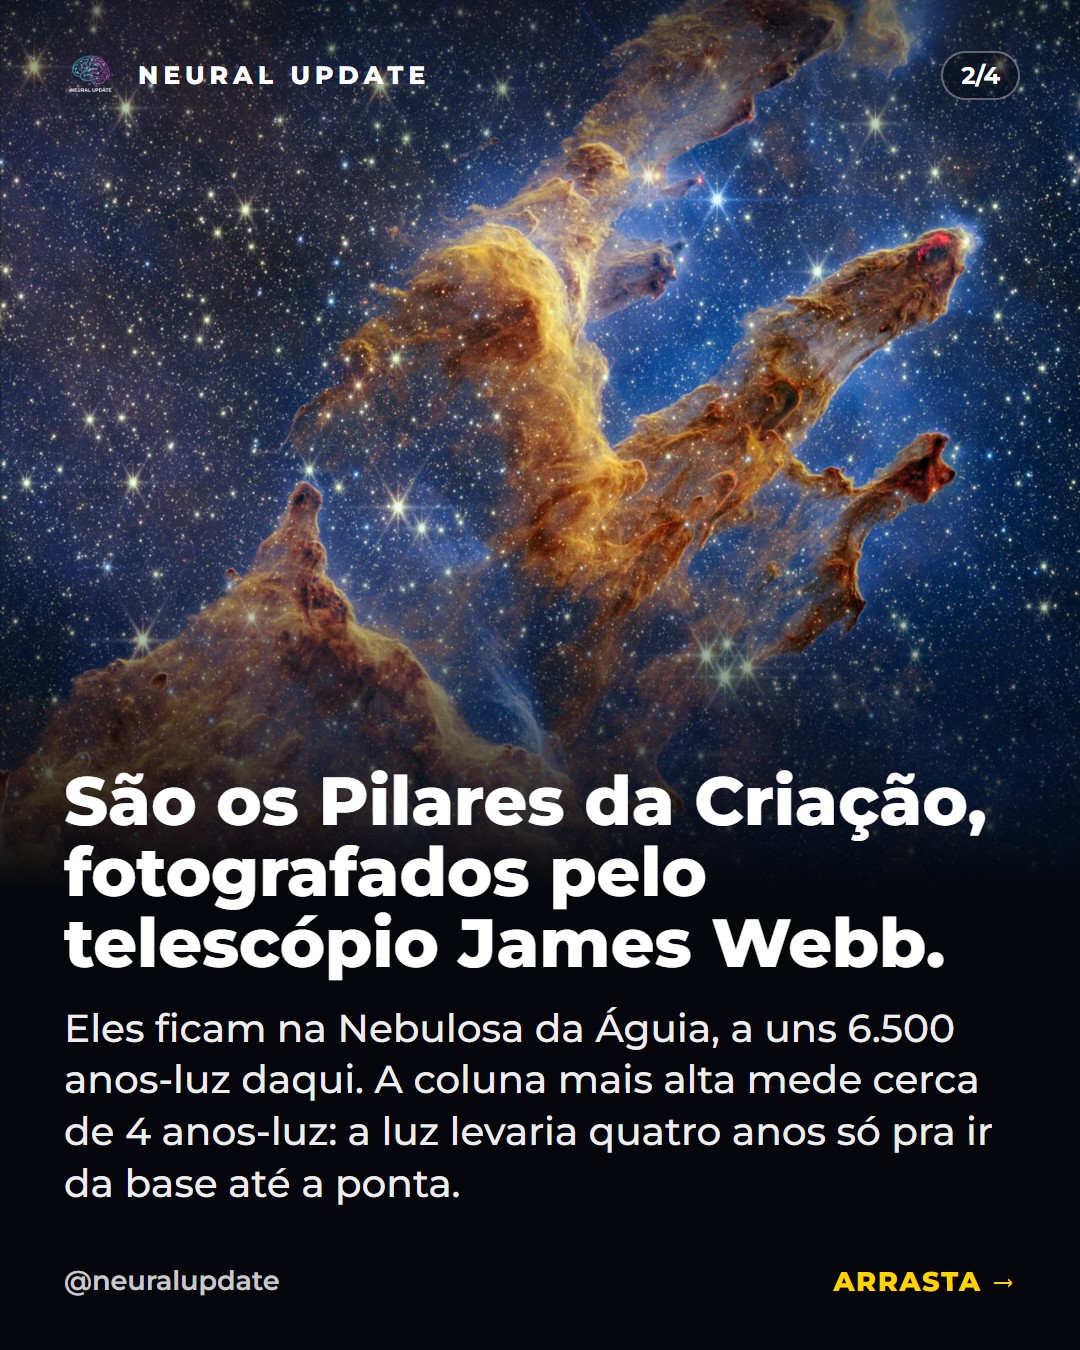 NEURAL UPDATE
NEURAL UPDATE
2/4
São os Pilares da Criação,
fotografados pelo
telescópio James Webb.
Eles ficam na Nebulosa da Águia, a uns 6.500
anos-luz daqui. A coluna mais alta mede cerca
de 4 anos-luz: a luz levaria quatro anos só pra ir
da base até a ponta.
@neuralupdate
ARRASTA →